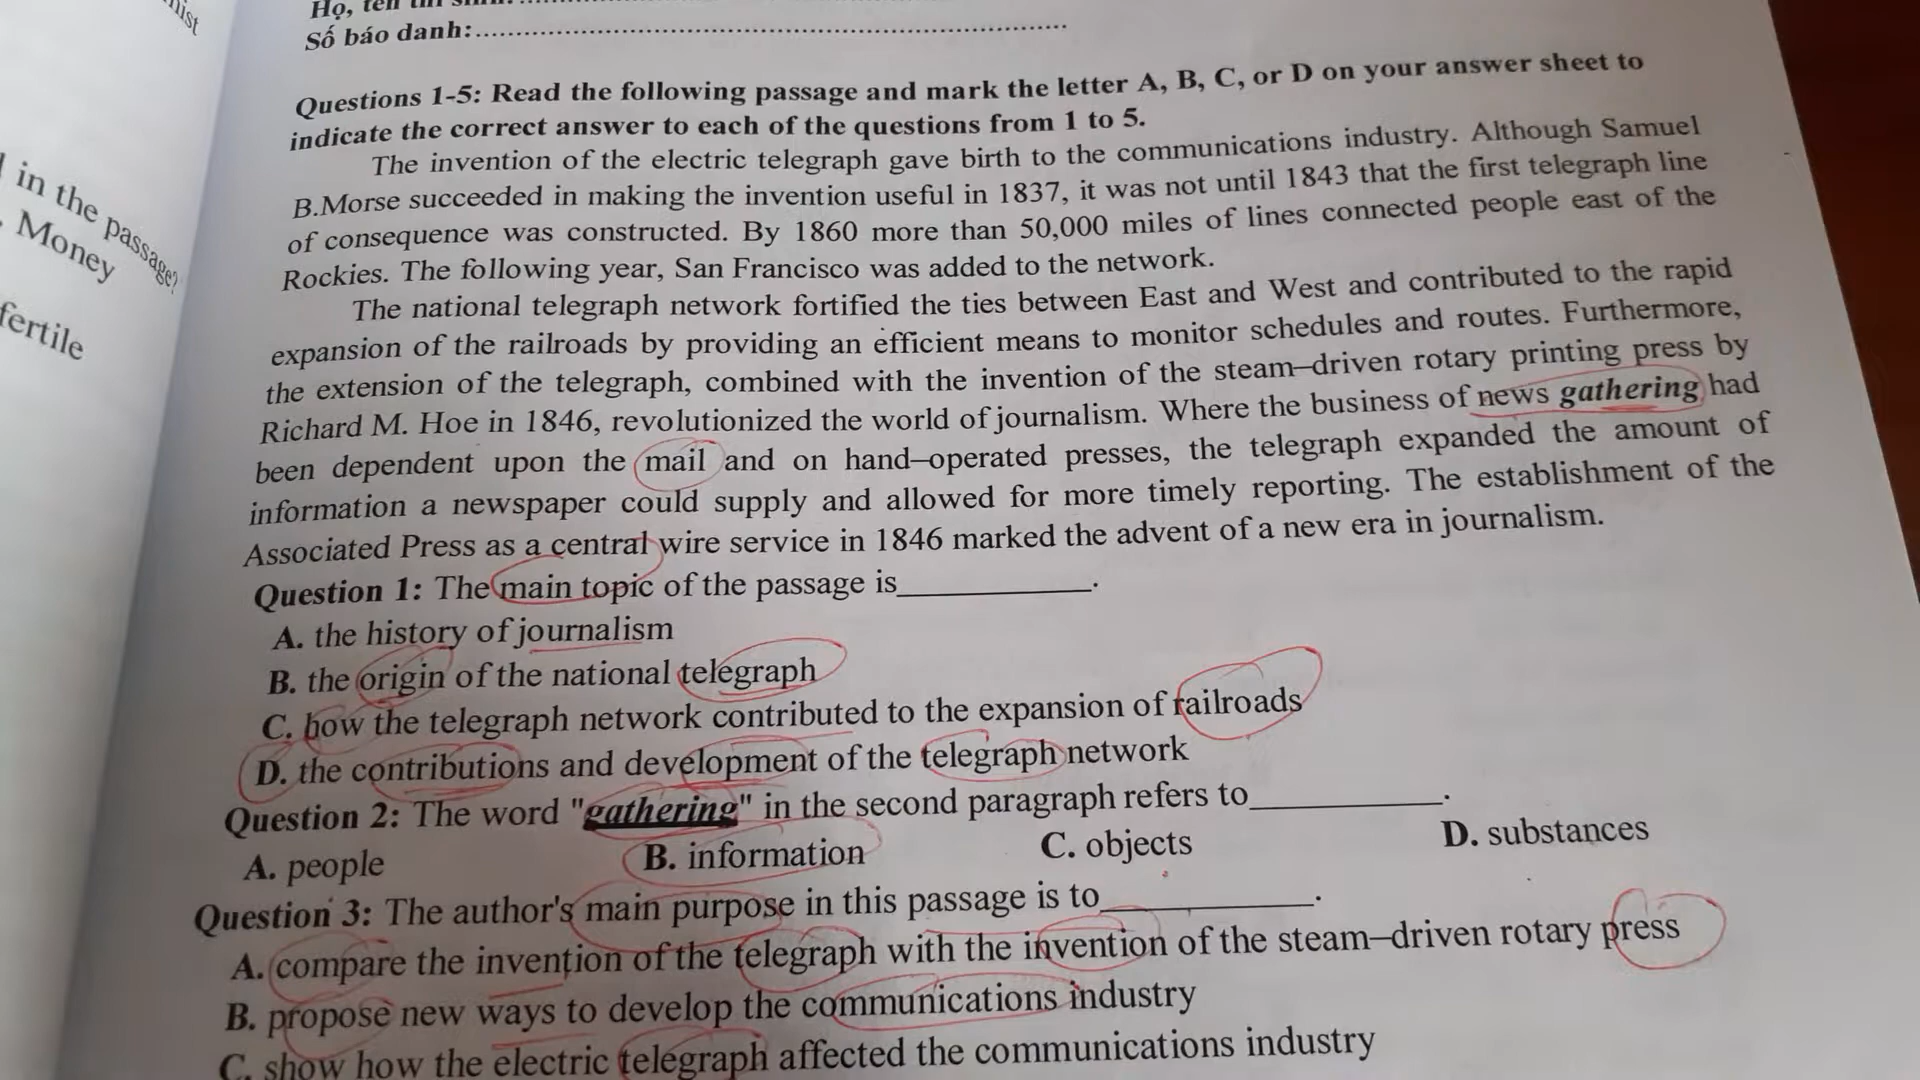 nist
in the passage?
Money
fertile
Họ, tên thí sinh:
Số báo danh:
Questions 1-5: Read the following passage and mark the letter A, B, C, or D on your answer sheet to
indicate the correct answer to each of the questions from 1 to 5.
The invention of the electric telegraph gave birth to the communications industry. Although Samuel
B.Morse succeeded in making the invention useful in 1837, it was not until 1843 that the first telegraph line
of consequence was constructed. By 1860 more than 50,000 miles of lines connected people east of the
Rockies. The following year, San Francisco was added to the network.
The national telegraph network fortified the ties between East and West and contributed to the rapid
expansion of the railroads by providing an efficient means to monitor schedules and routes. Furthermore,
the extension of the telegraph, combined with the invention of the steam–driven rotary printing press by
Richard M. Hoe in 1846, revolutionized the world of journalism. Where the business of news gathering had
been dependent upon the mail and on hand–operated presses, the telegraph expanded the amount of
information a newspaper could supply and allowed for more timely reporting. The establishment of the
Associated Press as a central wire service in 1846 marked the advent of a new era in journalism.
Question 1: The main topic of the passage is__________.
A. the history of journalism
B. the origin of the national telegraph
C. how the telegraph network contributed to the expansion of railroads
D. the contributions and development of the telegraph network
Question 2: The word "gathering" in the second paragraph refers to__________.
A. people B. information C. objects D. substances
Question 3: The author's main purpose in this passage is to__________.
A. compare the invention of the telegraph with the invention of the steam–driven rotary press
B. propose new ways to develop the communications industry
C. show how the electric telegraph affected the communications industry